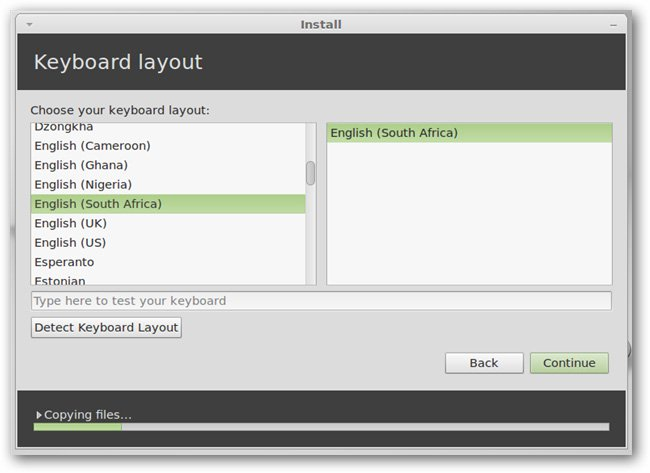 Install
Keyboard layout
Choose your keyboard layout:
Dzongkha
English (Cameroon)
English (Ghana)
English (Nigeria)
English (South Africa)
English (UK)
English (US)
Esperanto
Estonian
English (South Africa)
Type here to test your keyboard
Detect Keyboard Layout
Back
Continue
Copying files...